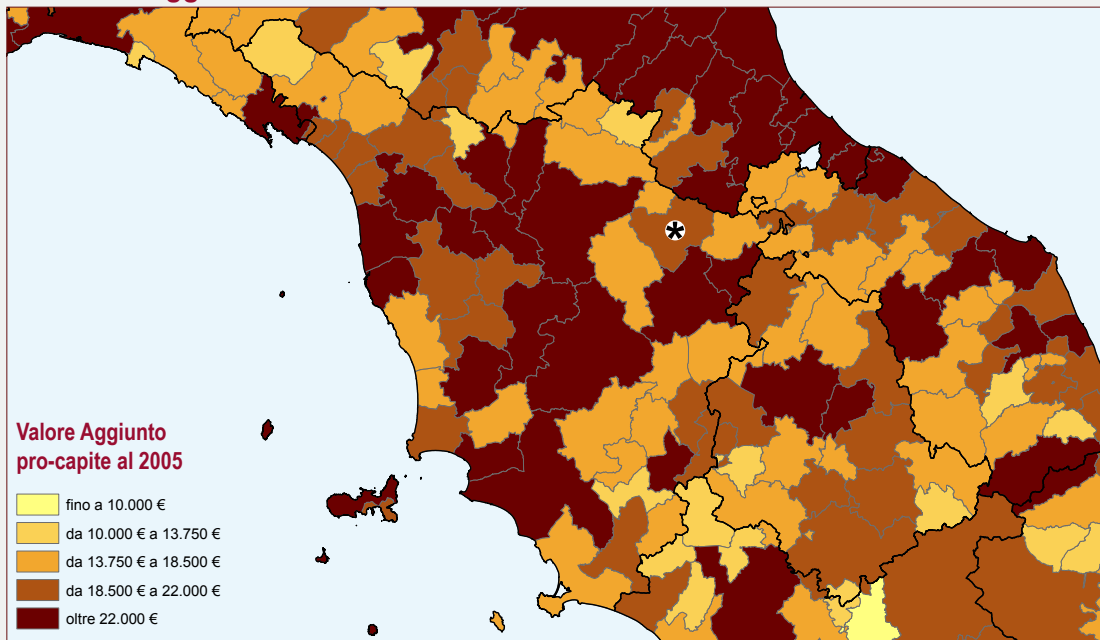 Valore Aggiunto
pro-capite al 2005
fino a 10.000 €
da 10.000 € a 13.750 €
da 13.750 € a 18.500 €
da 18.500 € a 22.000 €
oltre 22.000 €
*